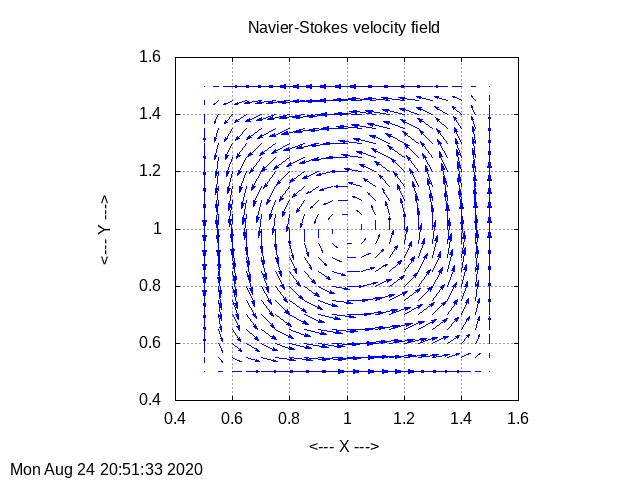 Navier-Stokes velocity field
1.6
1.4
1.2
1
0.8
0.6
0.4
<--- Y --->
0.4 0.6 0.8 1 1.2 1.4 1.6
<--- X --->
Mon Aug 24 20:51:33 2020